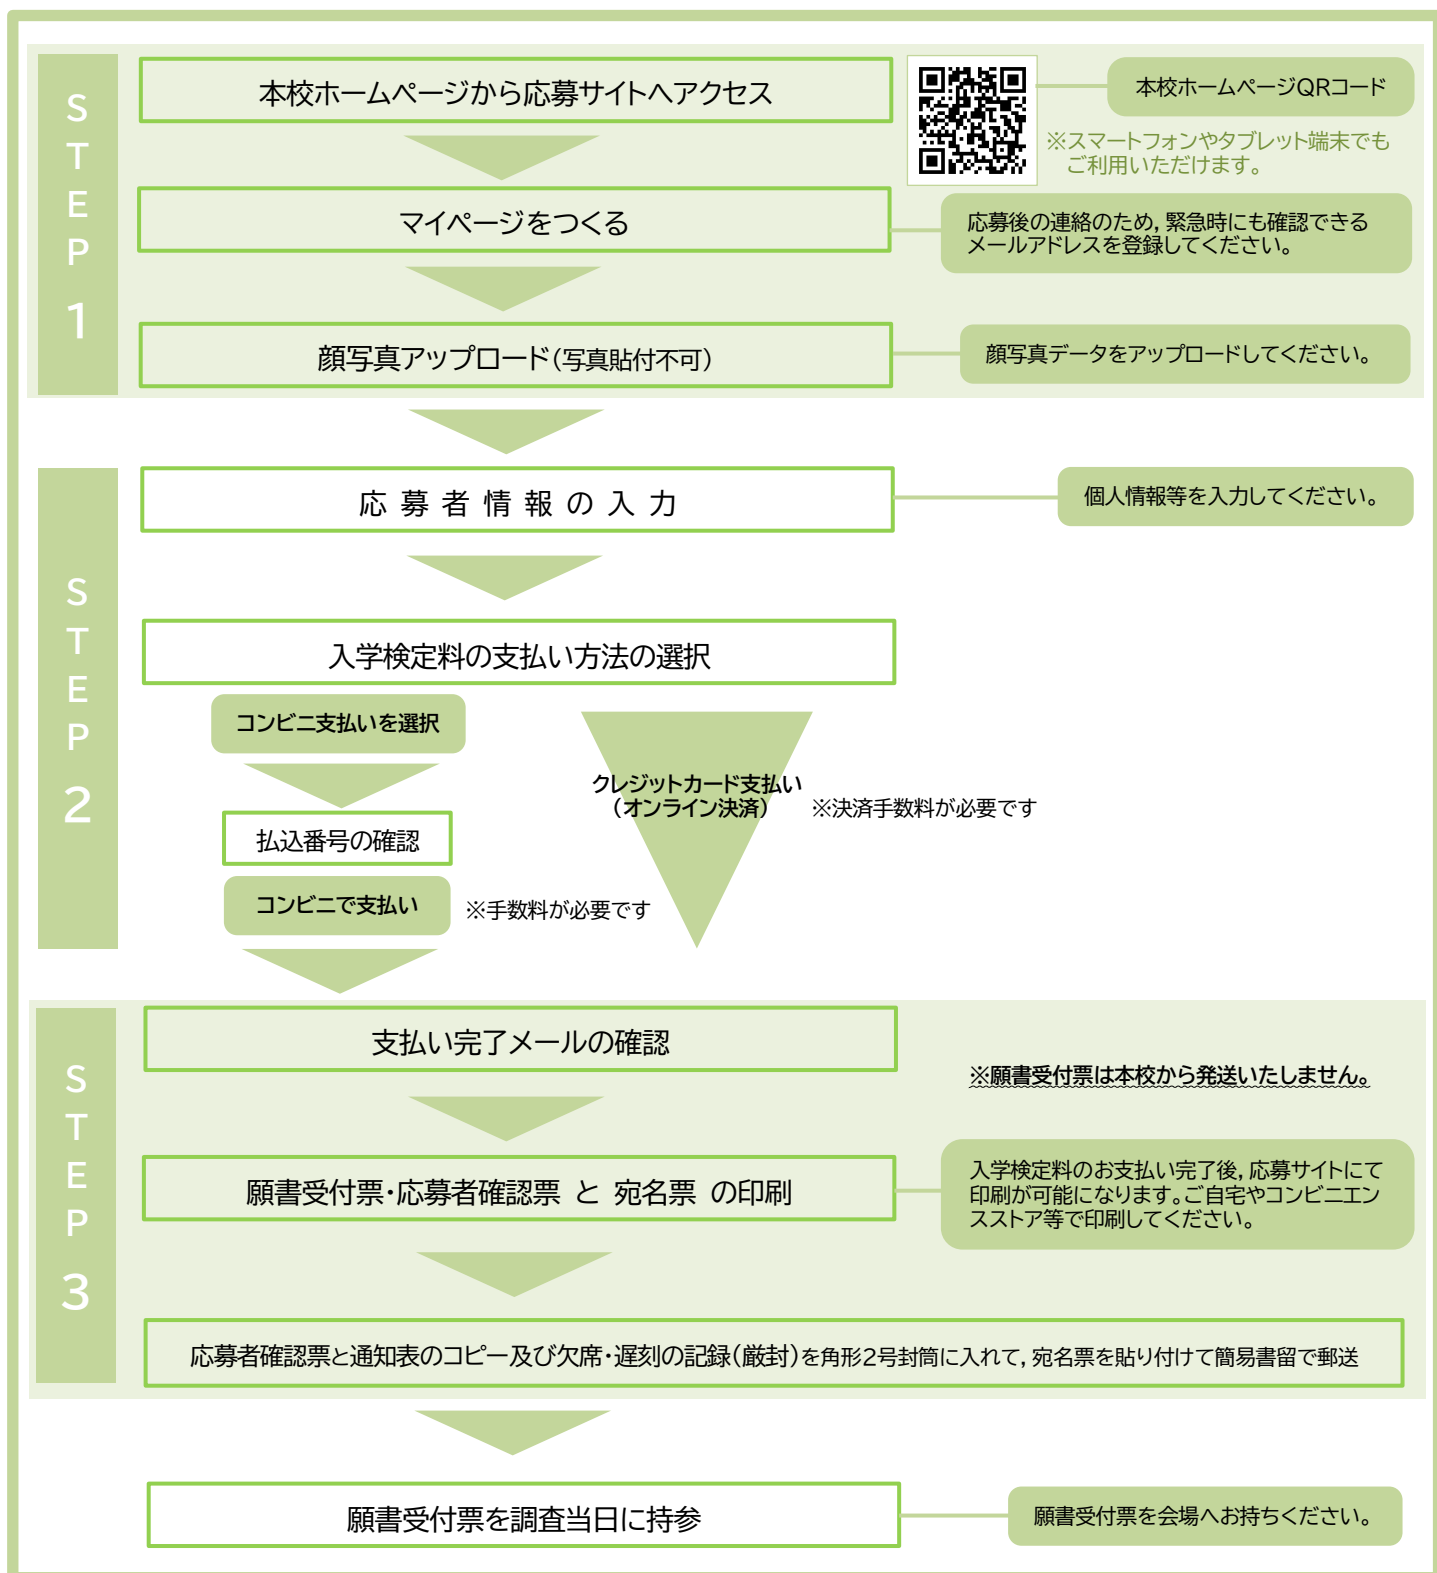 STEP1
本校ホームページから応募サイトへアクセス
本校ホームページQRコード
※スマートフォンやタブレット端末でも
ご利用いただけます。
マイページをつくる
応募後の連絡のため,緊急時にも確認できる
メールアドレスを登録してください。
顔写真アップロード(写真貼付不可)
顔写真データをアップロードしてください。
STEP2
応募者情報の入力
個人情報等を入力してください。
入学検定料の支払い方法の選択
コンビニ支払いを選択
払込番号の確認
コンビニで支払い
※手数料が必要です
クレジットカード支払い
(オンライン決済)
※決済手数料が必要です
STEP3
支払い完了メールの確認
※願書受付票は本校から発送いたしません。
願書受付票・応募者確認票 と 宛名票 の印刷
入学検定料のお支払い完了後,応募サイトにて
印刷が可能になります。ご自宅やコンビニエン
スストア等で印刷してください。
応募者確認票と通知表のコピー及び欠席・遅刻の記録(厳封)を角形2号封筒に入れて,宛名票を貼り付けて簡易書留で郵送
願書受付票を調査当日に持参
願書受付票を会場へお持ちください。